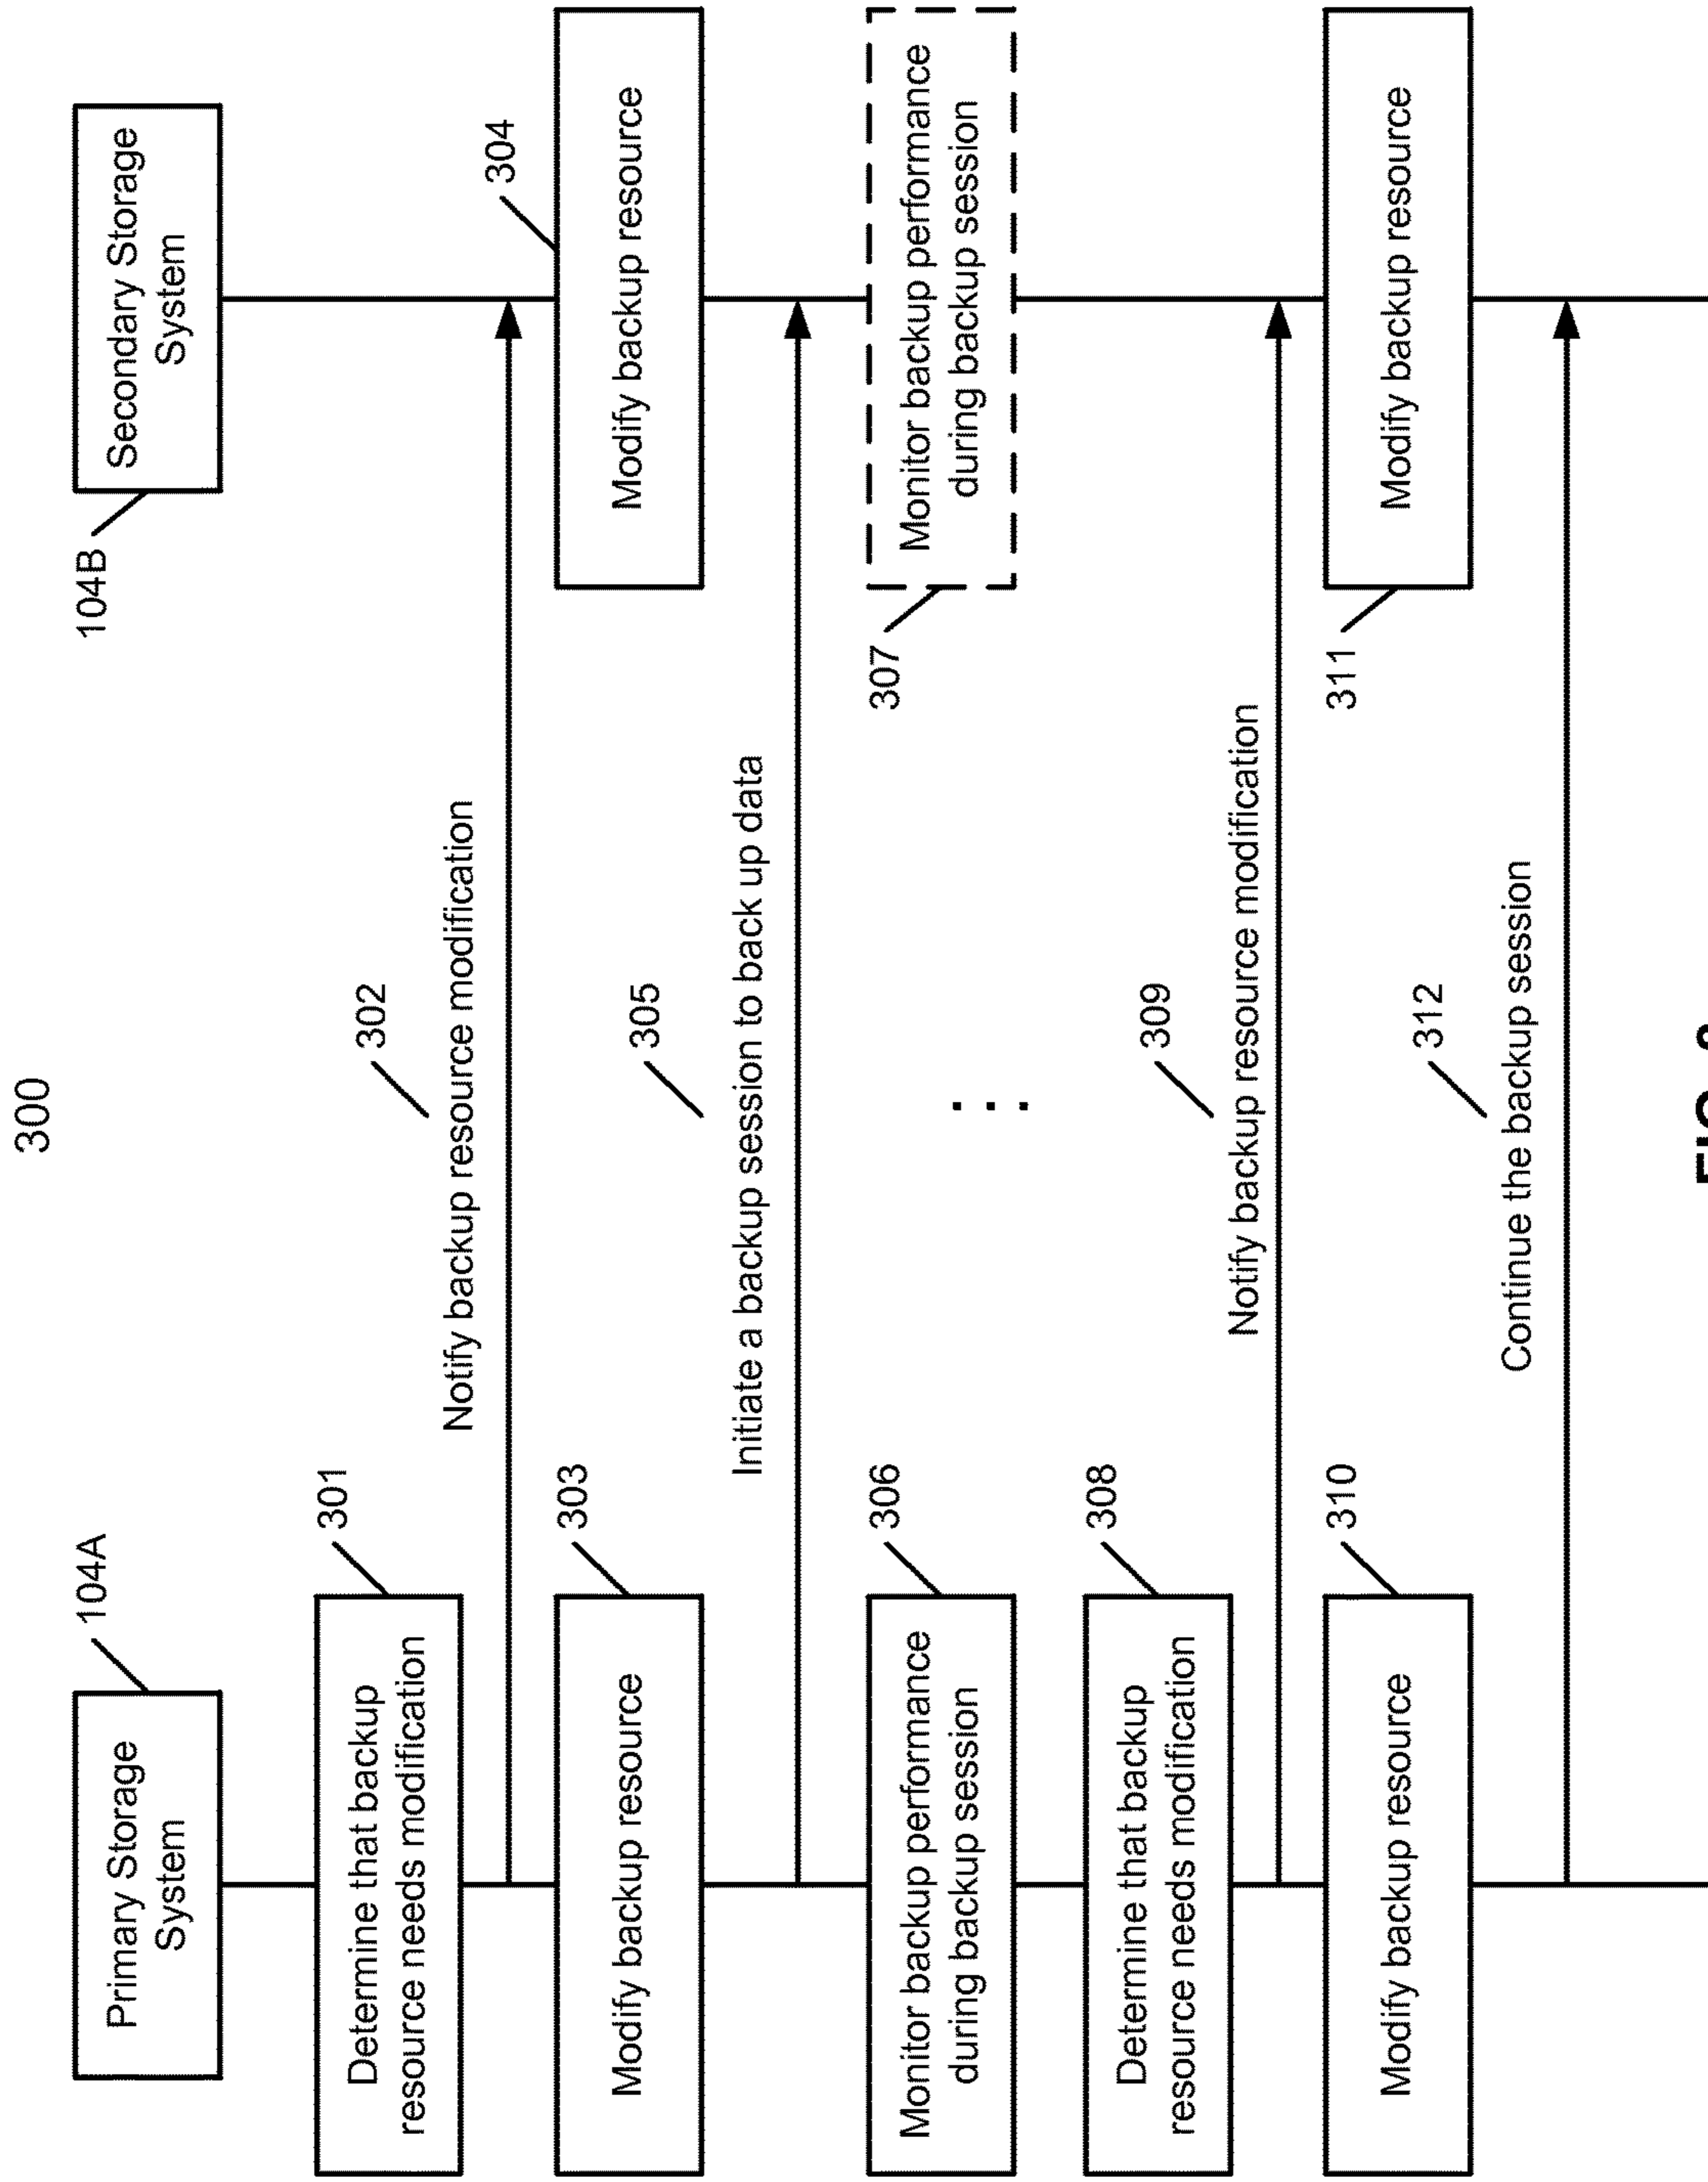 300
Primary Storage
System
104A
104B
Secondary Storage
System
301
Determine that backup
resource needs modification
302
Notify backup resource modification
303
Modify backup resource
304
Modify backup resource
305
Initiate a backup session to back up data
306
Monitor backup performance
during backup session
307
Monitor backup performance
during backup session
. . .
308
Determine that backup
resource needs modification
309
Notify backup resource modification
310
Modify backup resource
311
Modify backup resource
312
Continue the backup session